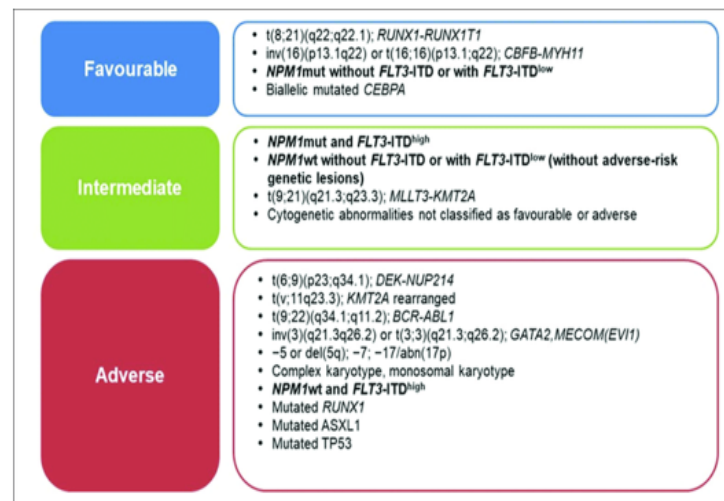 Favourable
t(8;21)(q22;q22.1); RUNX1-RUNX1T1
inv(16)(p13.1q22) or t(16;16)(p13.1;q22); CBFB-MYH11
NPM1mut without FLT3-ITD or with FLT3-ITDlow
Biallelic mutated CEBPA
Intermediate
NPM1mut and FLT3-ITDhigh
NPM1wt without FLT3-ITD or with FLT3-ITDlow (without adverse-risk
genetic lesions)
t(9;21)(q21.3;q23.3); MLLT3-KMT2A
Cytogenetic abnormalities not classified as favourable or adverse
Adverse
t(6;9)(p23;q34.1); DEK-NUP214
t(v;11q23.3); KMT2A rearranged
t(9;22)(q34.1;q11.2); BCR-ABL1
inv(3)(q21.3q26.2) or t(3;3)(q21.3;q26.2); GATA2,MECOM(EVI1)
−5 or del(5q); −7; −17/abn(17p)
Complex karyotype, monosomal karyotype
NPM1wt and FLT3-ITDhigh
Mutated RUNX1
Mutated ASXL1
Mutated TP53